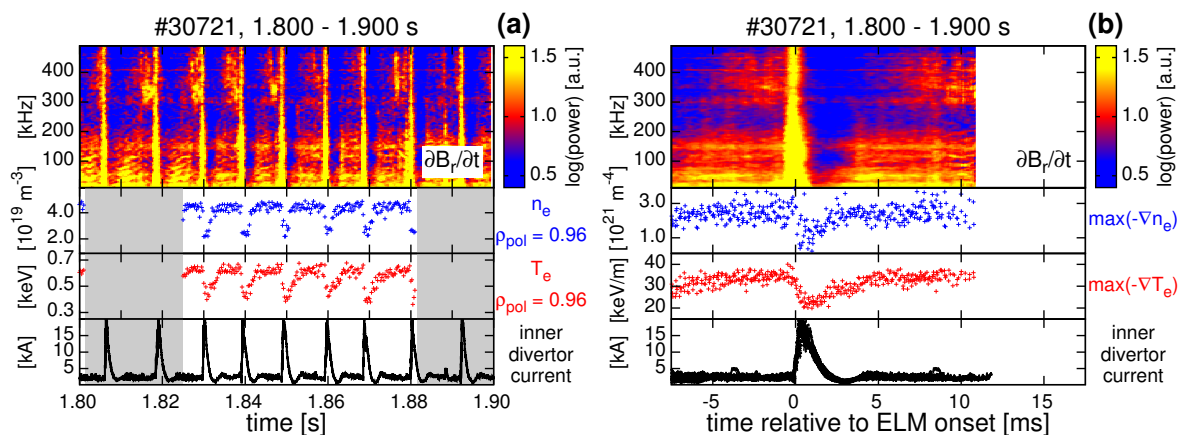 #30721, 1.800 - 1.900 s
(a)
[kHz]
400
300
200
100
∂Br/∂t
1.5
1.0
0.5
log(power) [a.u.]
[10^19 m^-3]
4.0
2.0
ne
ρpol = 0.96
[keV]
0.7
0.5
0.3
Te
ρpol = 0.96
[kA]
15
10
5
inner
divertor
current
1.80 1.82 1.84 1.86 1.88 1.90
time [s]
#30721, 1.800 - 1.900 s
(b)
[kHz]
400
300
200
100
∂Br/∂t
1.5
1.0
0.5
log(power) [a.u.]
[10^21 m^-4]
3.0
1.0
max(-∇ne)
[keV/m]
40
30
20
max(-∇Te)
[kA]
15
10
5
inner
divertor
current
-5 0 5 10 15
time relative to ELM onset [ms]